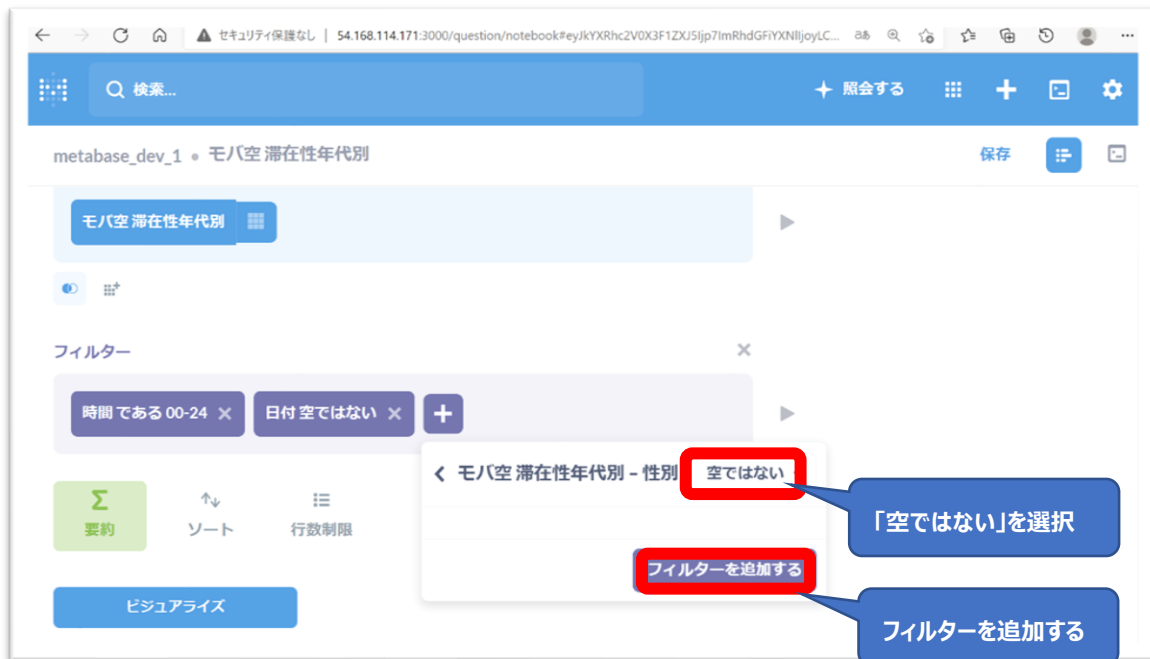 セキュリティ保護なし | 54.168.114.171:3000/question/notebook#eyJkYXRhc2V0X3F1ZXJ5Ijp7ImRhdGFiYXNlIjoyLC...
検索...
照会する
metabase_dev_1 • モバ空 滞在性年代別
保存
モバ空 滞在性年代別
フィルター
時間 である 00-24 ×
日付 空ではない ×
+
モバ空 滞在性年代別 – 性別
空ではない
「空ではない」を選択
Σ
要約
ソート
行数制限
フィルターを追加する
ビジュアライズ
フィルターを追加する